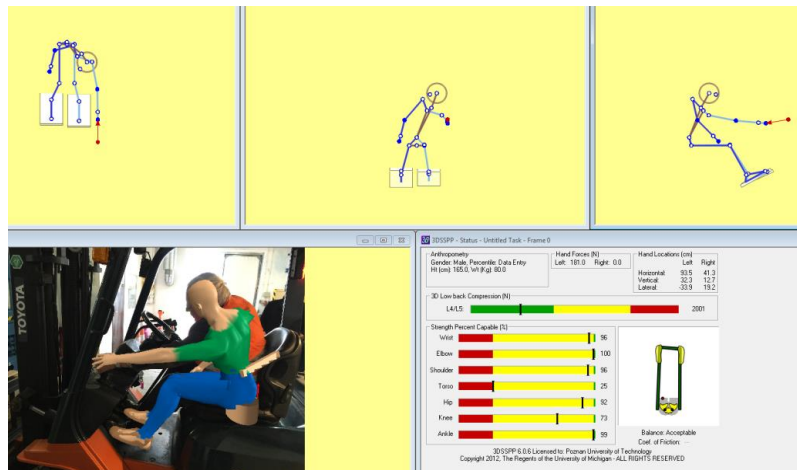 TOYOTA
3DSSPP - Status - Untitled Task - Frame 0
Anthropometry
Gender: Male, Percentile: Data Entry
Ht (cm): 165.0, Wt (Kg): 80.0
Hand Forces (N)
Left: 181.0 Right: 0.0
Hand Locations (cm)
Left Right
Horizontal: 93.5 41.3
Vertical: 32.3 12.7
Lateral: -33.9 19.2
3D Low back Compression (N)
L4/L5: 2001
Strength Percent Capable (%)
Wrist 96
Elbow 100
Shoulder 96
Torso 25
Hip 92
Knee 73
Ankle 99
Balance: Acceptable
Coef. of Friction: ---
3DSSPP 6.0.6 Licensed to: Poznan University of Technology
Copyright 2012, The Regents of the University of Michigan - ALL RIGHTS RESERVED